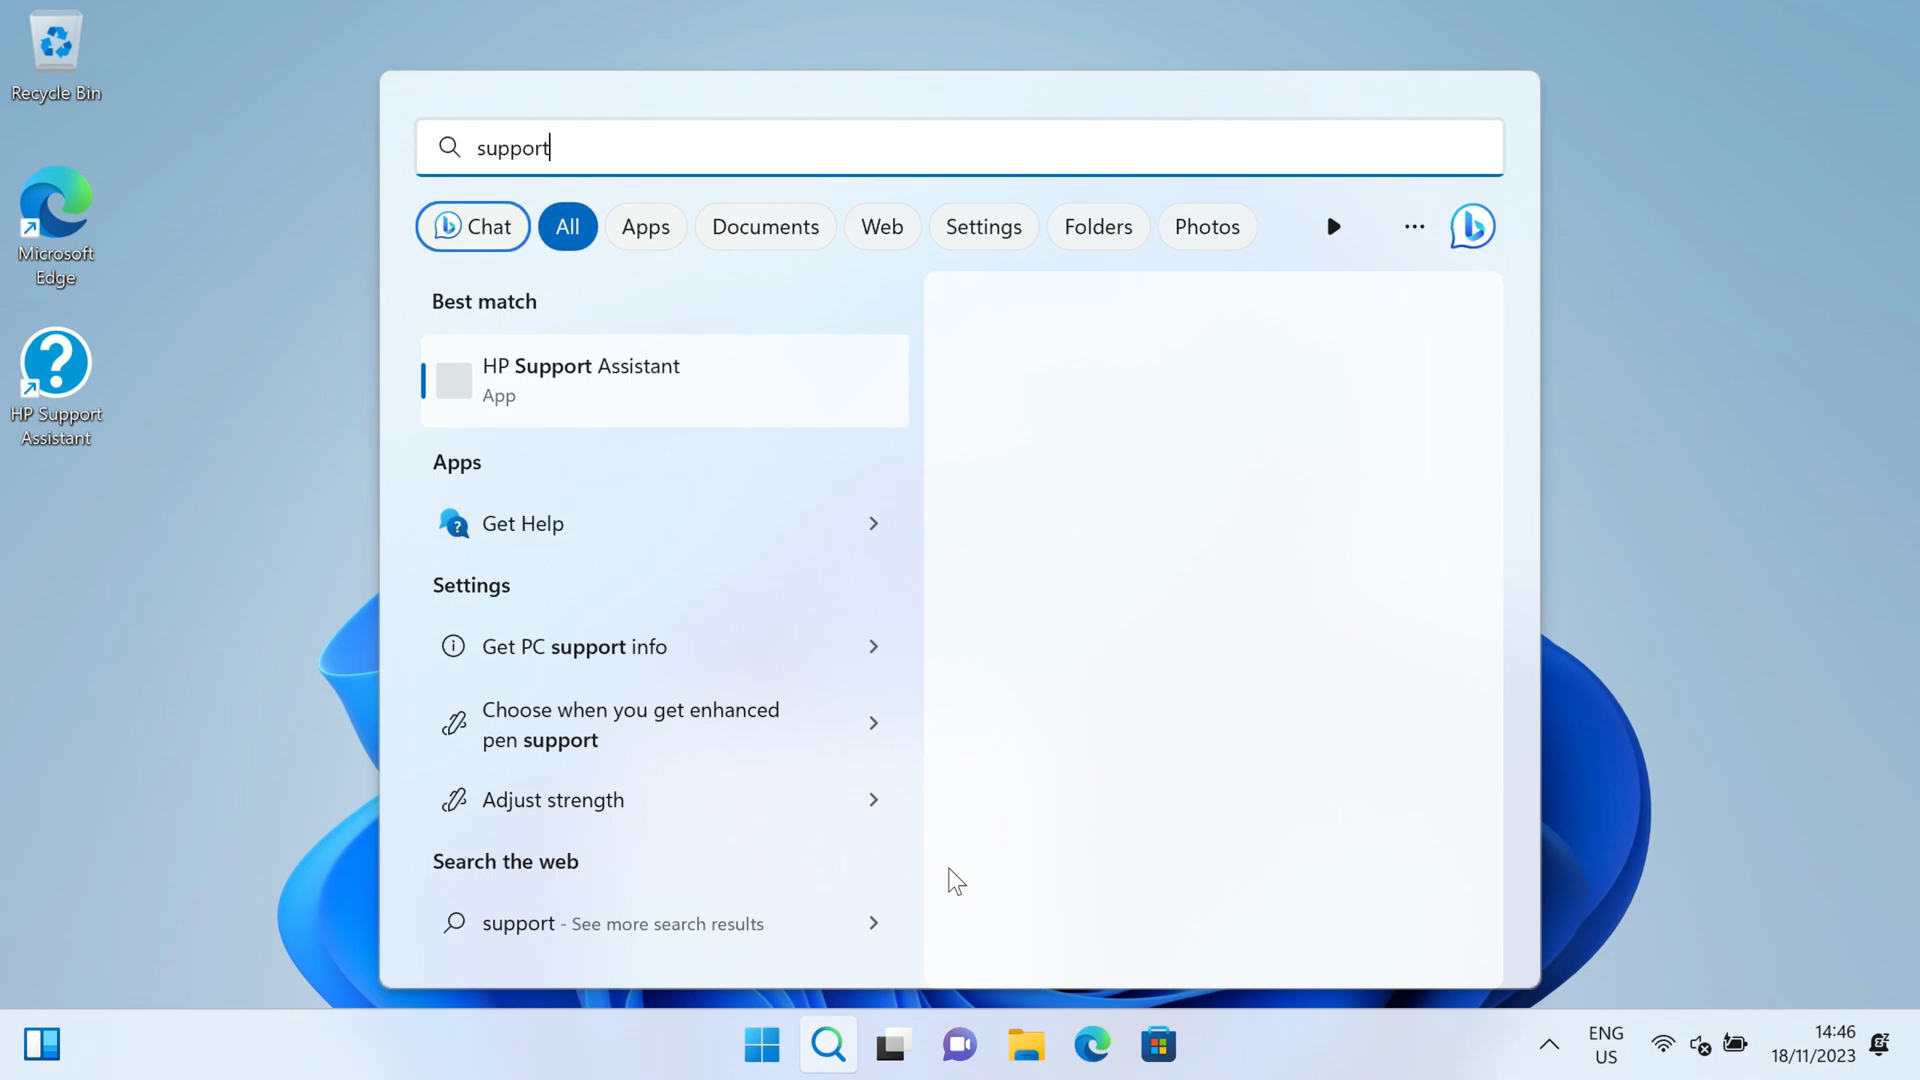 Recycle Bin
Microsoft
Edge
HP Support
Assistant
support
Chat
All
Apps
Documents
Web
Settings
Folders
Photos
Best match
HP Support Assistant
App
Apps
Get Help
Settings
Get PC support info
Choose when you get enhanced
pen support
Adjust strength
Search the web
support - See more search results
ENG
US
14:46
18/11/2023